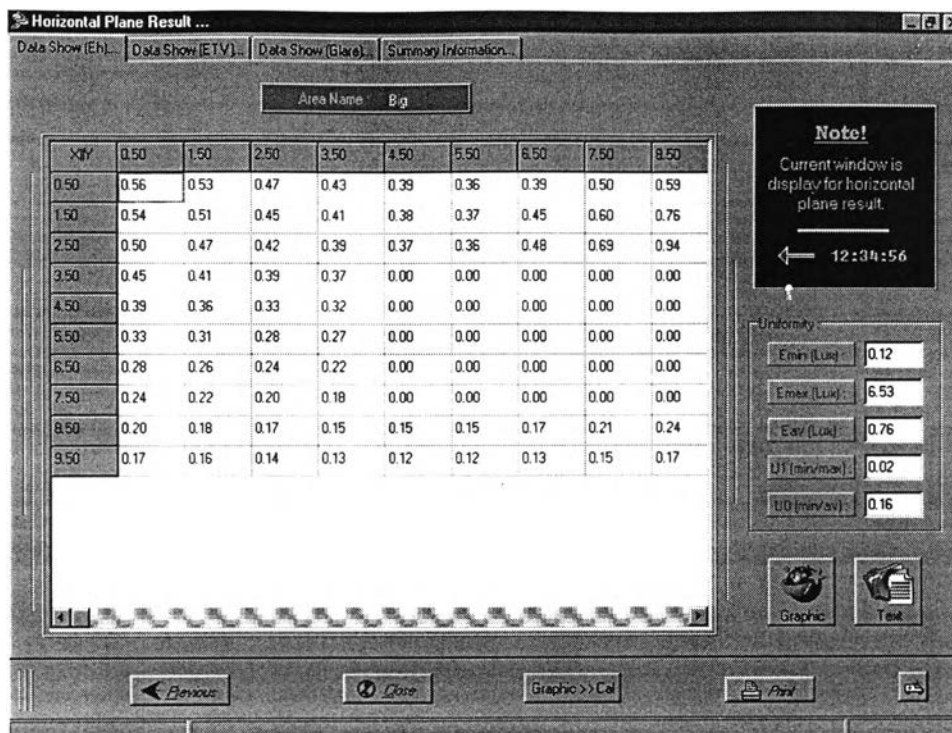 Horizontal Plane Result ...
Data Show (Eh)... Data Show (ETV)... Data Show (Glare)... Summary Information...
Area Name : Big
X\Y 0.50 1.50 2.50 3.50 4.50 5.50 6.50 7.50 8.50
0.50 0.56 0.53 0.47 0.43 0.39 0.36 0.39 0.50 0.59
1.50 0.54 0.51 0.45 0.41 0.38 0.37 0.45 0.60 0.76
2.50 0.50 0.47 0.42 0.39 0.37 0.36 0.48 0.69 0.94
3.50 0.45 0.41 0.39 0.37 0.00 0.00 0.00 0.00 0.00
4.50 0.39 0.36 0.33 0.32 0.00 0.00 0.00 0.00 0.00
5.50 0.33 0.31 0.28 0.27 0.00 0.00 0.00 0.00 0.00
6.50 0.28 0.26 0.24 0.22 0.00 0.00 0.00 0.00 0.00
7.50 0.24 0.22 0.20 0.18 0.00 0.00 0.00 0.00 0.00
8.50 0.20 0.18 0.17 0.15 0.15 0.15 0.17 0.21 0.24
9.50 0.17 0.16 0.14 0.13 0.12 0.12 0.13 0.15 0.17
Note!
Current window is
display for horizontal
plane result.
12:34:56
Uniformity :
Emin (Lux) : 0.12
Emax (Lux) : 6.53
Eav (Lux) : 0.76
U1 (min/max) : 0.02
U0 (min/av) : 0.16
Graphic Text
Previous Close Graphic >> Cal Print